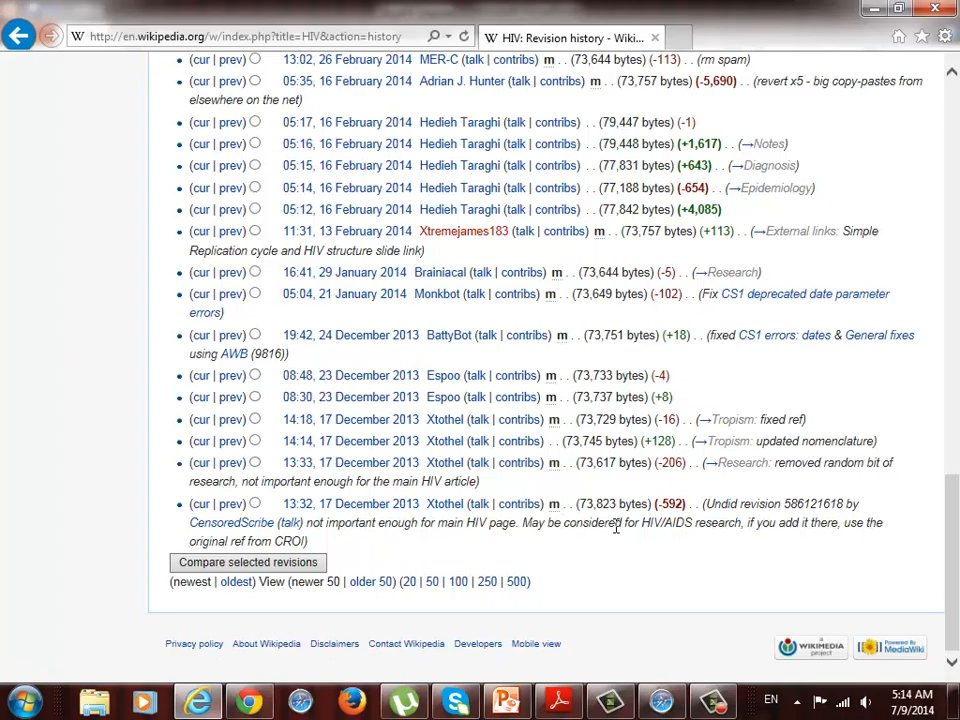 http://en.wikipedia.org/w/index.php?title=HIV&action=history
W HIV: Revision history - Wiki...
• (cur | prev) 13:02, 26 February 2014 MER-C (talk | contribs) m . . (73,644 bytes) (-113) . . (rm spam)
• (cur | prev) 05:35, 16 February 2014 Adrian J. Hunter (talk | contribs) m . . (73,757 bytes) (-5,690) . . (revert x5 - big copy-pastes from
elsewhere on the net)
• (cur | prev) 05:17, 16 February 2014 Hedieh Taraghi (talk | contribs) . . (79,447 bytes) (-1)
• (cur | prev) 05:16, 16 February 2014 Hedieh Taraghi (talk | contribs) . . (79,448 bytes) (+1,617) . . (→Notes)
• (cur | prev) 05:15, 16 February 2014 Hedieh Taraghi (talk | contribs) . . (77,831 bytes) (+643) . . (→Diagnosis)
• (cur | prev) 05:14, 16 February 2014 Hedieh Taraghi (talk | contribs) . . (77,188 bytes) (-654) . . (→Epidemiology)
• (cur | prev) 05:12, 16 February 2014 Hedieh Taraghi (talk | contribs) . . (77,842 bytes) (+4,085)
• (cur | prev) 11:31, 13 February 2014 Xtremejames183 (talk | contribs) m . . (73,757 bytes) (+113) . . (→External links: Simple
Replication cycle and HIV structure slide link)
• (cur | prev) 16:41, 29 January 2014 Brainiacal (talk | contribs) m . . (73,644 bytes) (-5) . . (→Research)
• (cur | prev) 05:04, 21 January 2014 Monkbot (talk | contribs) m . . (73,649 bytes) (-102) . . (Fix CS1 deprecated date parameter
errors)
• (cur | prev) 19:42, 24 December 2013 BattyBot (talk | contribs) m . . (73,751 bytes) (+18) . . (fixed CS1 errors: dates & General fixes
using AWB (9816))
• (cur | prev) 08:48, 23 December 2013 Espoo (talk | contribs) m . . (73,733 bytes) (-4)
• (cur | prev) 08:30, 23 December 2013 Espoo (talk | contribs) m . . (73,737 bytes) (+8)
• (cur | prev) 14:18, 17 December 2013 Xtothel (talk | contribs) m . . (73,729 bytes) (-16) . . (→Tropism: fixed ref)
• (cur | prev) 14:14, 17 December 2013 Xtothel (talk | contribs) . . (73,745 bytes) (+128) . . (→Tropism: updated nomenclature)
• (cur | prev) 13:33, 17 December 2013 Xtothel (talk | contribs) m . . (73,617 bytes) (-206) . . (→Research: removed random bit of
research, not important enough for the main HIV article)
• (cur | prev) 13:32, 17 December 2013 Xtothel (talk | contribs) m . . (73,823 bytes) (-592) . . (Undid revision 586121618 by
CensoredScribe (talk) not important enough for main HIV page. May be considered for HIV/AIDS research, if you add it there, use the
original ref from CROI)
Compare selected revisions
(newest | oldest) View (newer 50 | older 50) (20 | 50 | 100 | 250 | 500)
Privacy policy About Wikipedia Disclaimers Contact Wikipedia Developers Mobile view
A WIKIMEDIA project
Powered By MediaWiki
EN
5:14 AM
7/9/2014